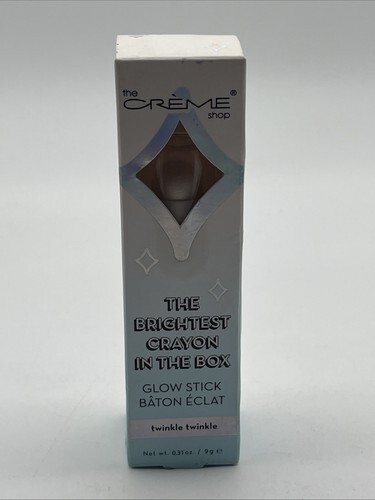 the
CRÈME®
shop
THE
BRIGHTEST
CRAYON
IN THE BOX
GLOW STICK
BÂTON ÉCLAT
twinkle twinkle
Net wt. 0.31oz. / 9g ℮